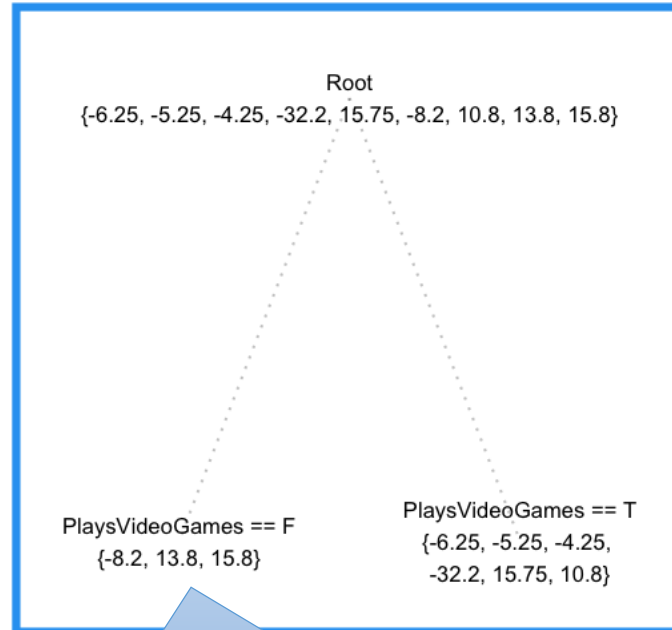 Root
{-6.25, -5.25, -4.25, -32.2, 15.75, -8.2, 10.8, 13.8, 15.8}
PlaysVideoGames == F
{-8.2, 13.8, 15.8}
PlaysVideoGames == T
{-6.25, -5.25, -4.25,
-32.2, 15.75, 10.8}